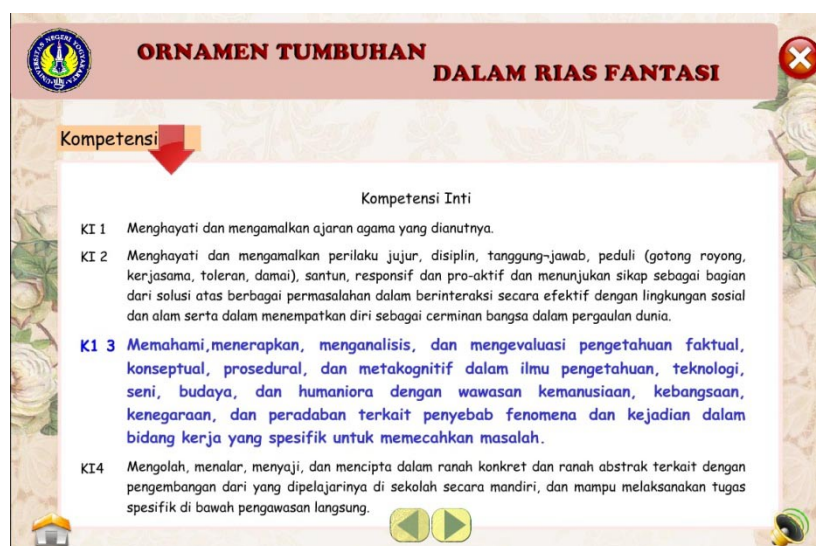 UNIVERSITAS NEGERI YOGYAKARTA
ORNAMEN TUMBUHAN
DALAM RIAS FANTASI
Kompetensi
Kompetensi Inti
KI 1 Menghayati dan mengamalkan ajaran agama yang dianutnya.
KI 2 Menghayati dan mengamalkan perilaku jujur, disiplin, tanggung¬jawab, peduli (gotong royong,
kerjasama, toleran, damai), santun, responsif dan pro-aktif dan menunjukan sikap sebagai bagian
dari solusi atas berbagai permasalahan dalam berinteraksi secara efektif dengan lingkungan sosial
dan alam serta dalam menempatkan diri sebagai cerminan bangsa dalam pergaulan dunia.
K1 3 Memahami,menerapkan, menganalisis, dan mengevaluasi pengetahuan faktual,
konseptual, prosedural, dan metakognitif dalam ilmu pengetahuan, teknologi,
seni, budaya, dan humaniora dengan wawasan kemanusiaan, kebangsaan,
kenegaraan, dan peradaban terkait penyebab fenomena dan kejadian dalam
bidang kerja yang spesifik untuk memecahkan masalah.
KI4 Mengolah, menalar, menyaji, dan mencipta dalam ranah konkret dan ranah abstrak terkait dengan
pengembangan dari yang dipelajarinya di sekolah secara mandiri, dan mampu melaksanakan tugas
spesifik di bawah pengawasan langsung.